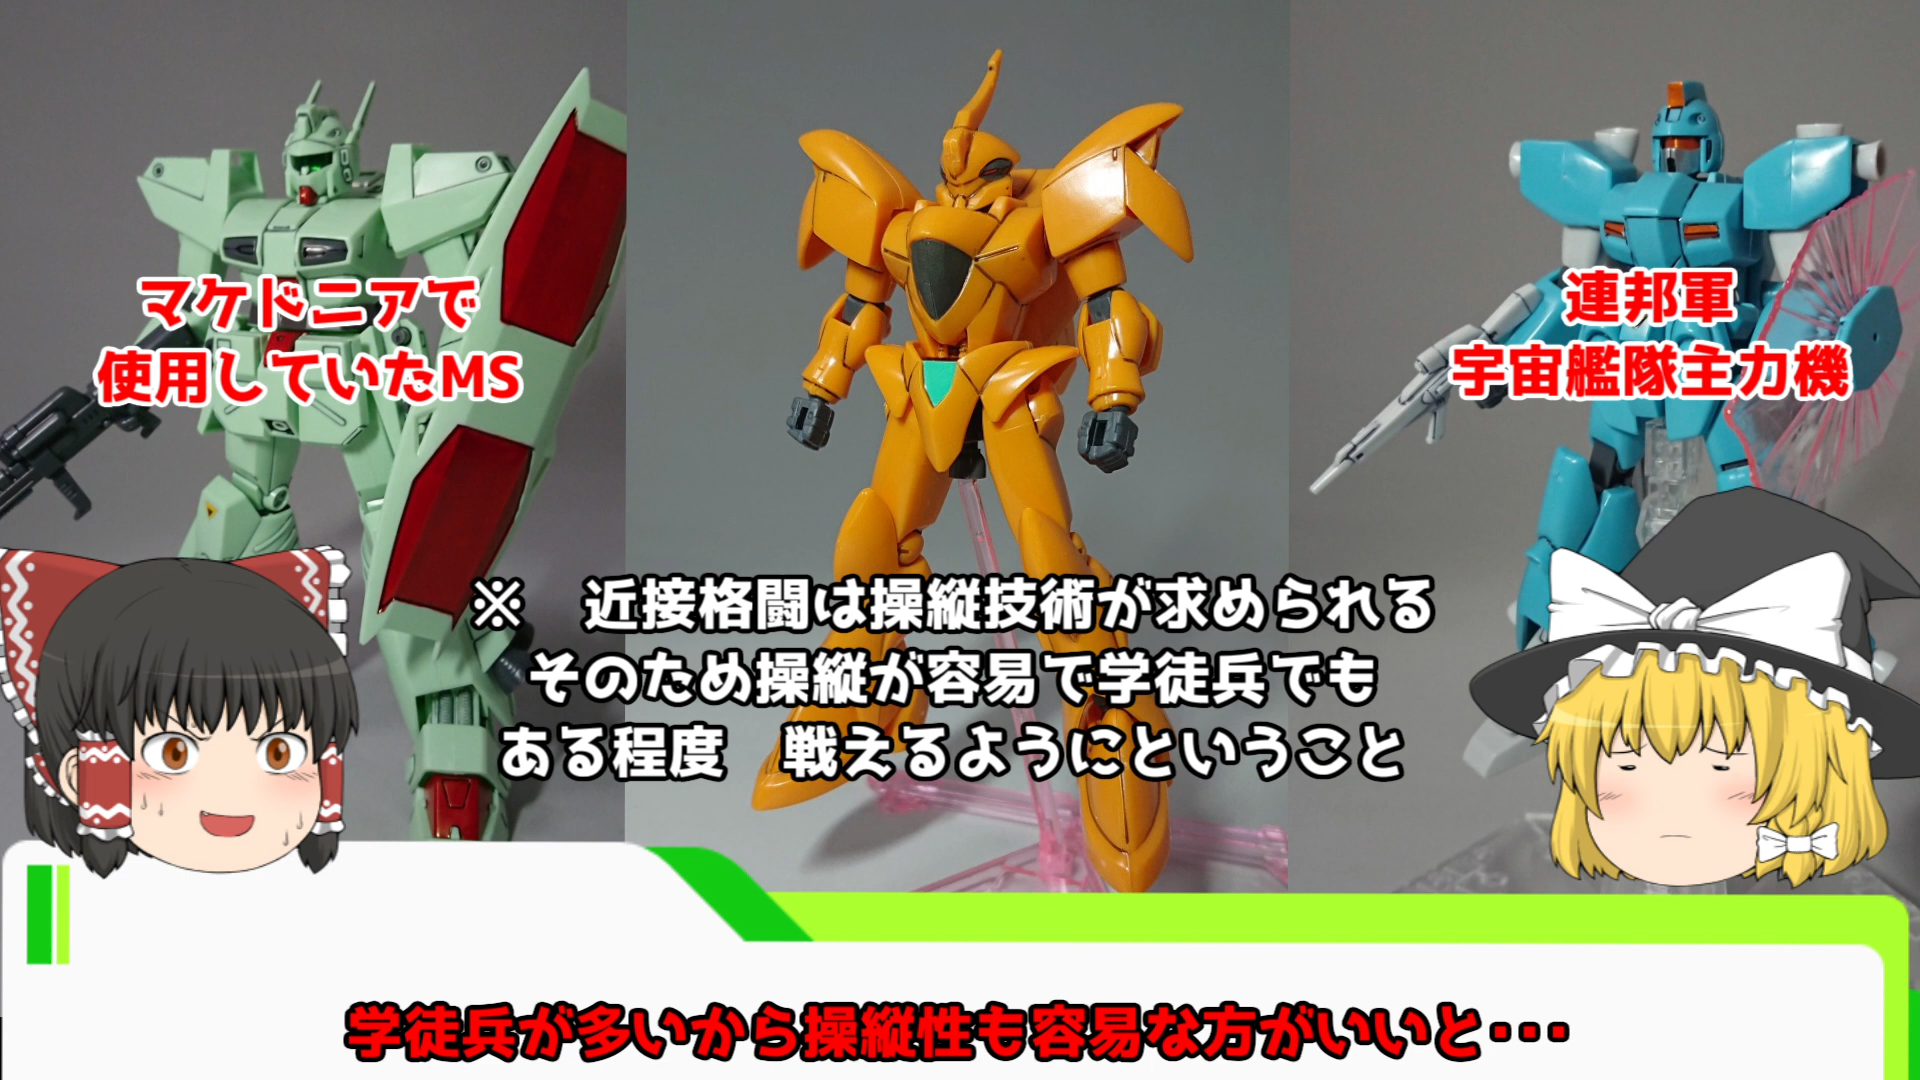 マケドニアで
使用していたMS
連邦軍
宇宙艦隊主力機
※　近接格闘は操縦技術が求められる
そのため操縦が容易で学徒兵でも
ある程度　戦えるようにということ
学徒兵が多いから操縦性も容易な方がいいと･･･